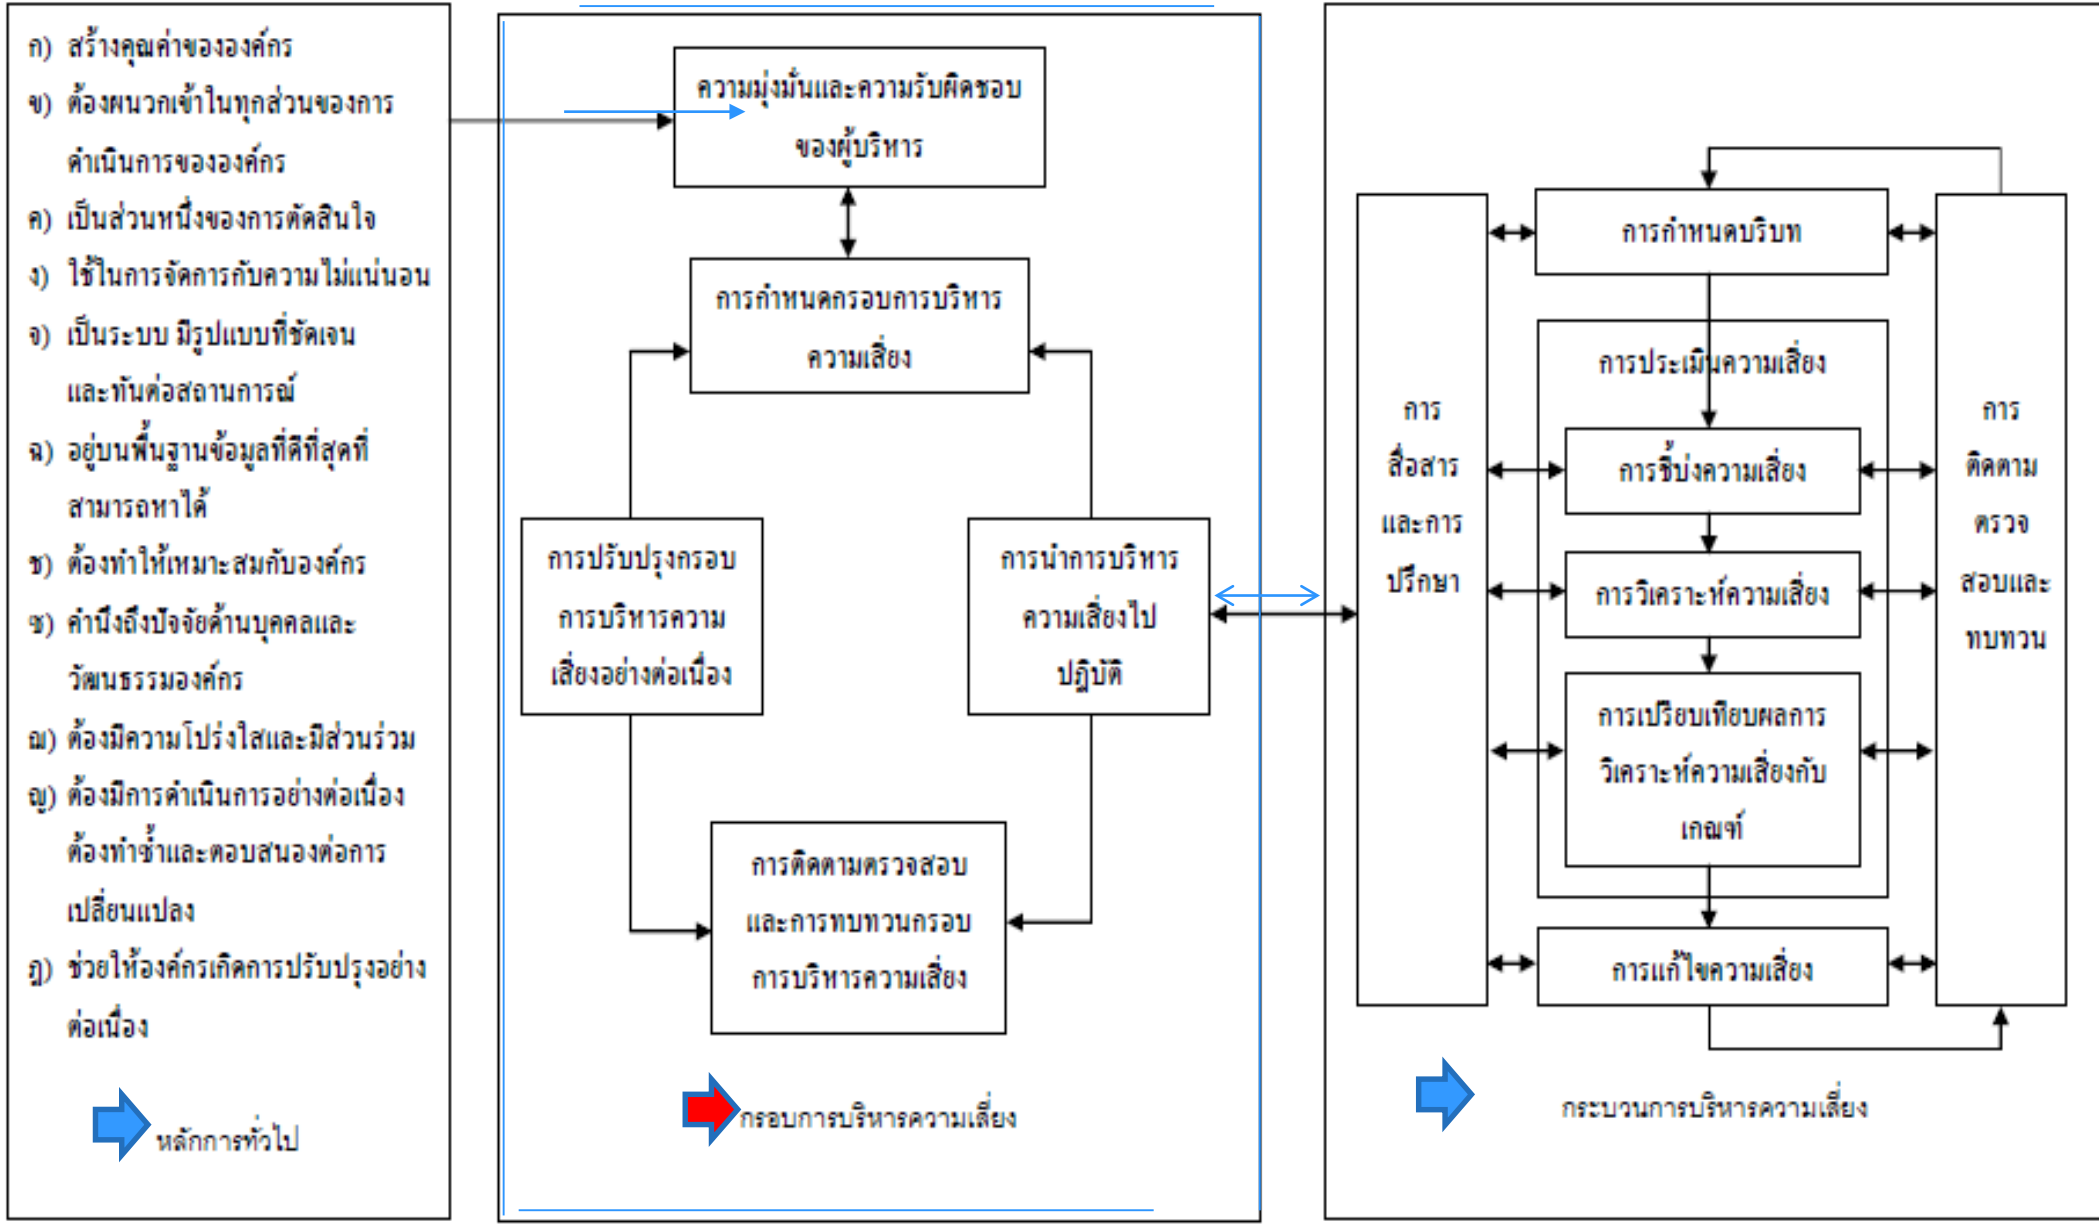 ก) สร้างคุณค่าขององค์กร
ข) ต้องผนวกเข้าในทุกส่วนของการ
ดำเนินการขององค์กร
ค) เป็นส่วนหนึ่งของการตัดสินใจ
ง) ใช้ในการจัดการกับความไม่แน่นอน
จ) เป็นระบบ มีรูปแบบที่ชัดเจน
และทันต่อสถานการณ์
ฉ) อยู่บนพื้นฐานข้อมูลที่ดีที่สุดที่
สามารถหาได้
ช) ต้องทำให้เหมาะสมกับองค์กร
ซ) คำนึงถึงปัจจัยด้านบุคคลและ
วัฒนธรรมองค์กร
ฌ) ต้องมีความโปร่งใสและมีส่วนร่วม
ญ) ต้องมีการดำเนินการอย่างต่อเนื่อง
ต้องทำซ้ำและตอบสนองต่อการ
เปลี่ยนแปลง
ฎ) ช่วยให้องค์กรเกิดการปรับปรุงอย่าง
ต่อเนื่อง
หลักการทั่วไป
ความมุ่งมั่นและความรับผิดชอบ
ของผู้บริหาร
การกำหนดกรอบการบริหาร
ความเสี่ยง
การปรับปรุงกรอบ
การบริหารความ
เสี่ยงอย่างต่อเนื่อง
การนำการบริหาร
ความเสี่ยงไป
ปฏิบัติ
การติดตามตรวจสอบ
และการทบทวนกรอบ
การบริหารความเสี่ยง
กรอบการบริหารความเสี่ยง
การ
สื่อสาร
และการ
ปรึกษา
การกำหนดบริบท
การประเมินความเสี่ยง
การชี้บ่งความเสี่ยง
การวิเคราะห์ความเสี่ยง
การเปรียบเทียบผลการ
วิเคราะห์ความเสี่ยงกับ
เกณฑ์
การแก้ไขความเสี่ยง
การ
ติดตาม
ตรวจ
สอบและ
ทบทวน
กระบวนการบริหารความเสี่ยง